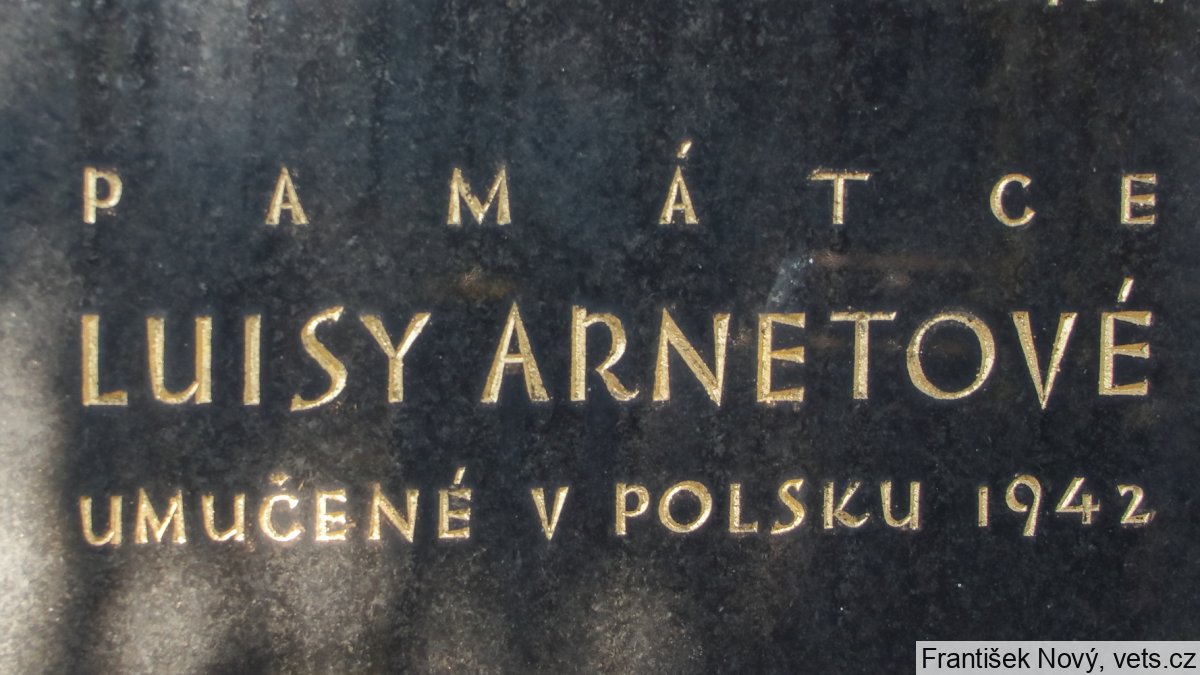 PAMÁTCE
LUISY ARNETOVÉ
UMUČENÉ V POLSKU 1942
František Nový, vets.cz